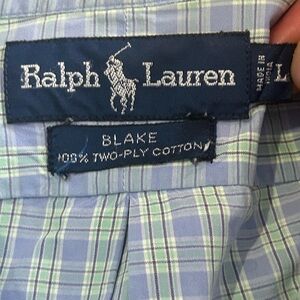 Ralph Lauren
MADE IN
INDIA
L
BLAKE
100% TWO-PLY COTTON